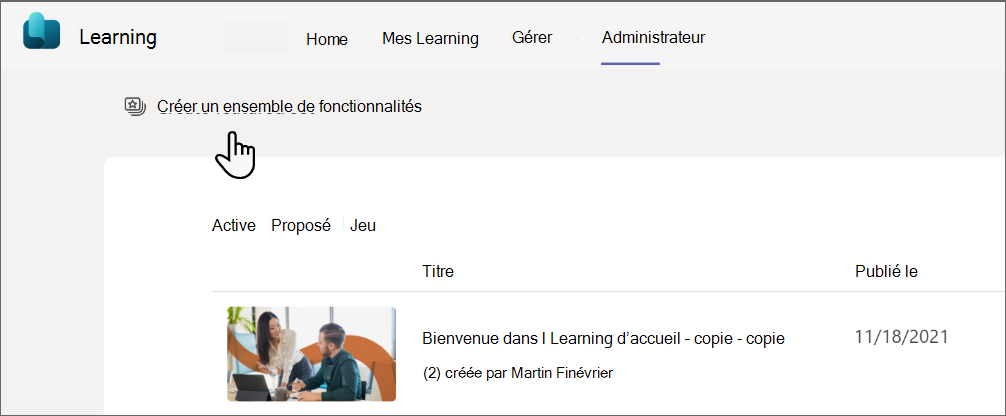 Learning
Home Mes Learning Gérer Administrateur
Créer un ensemble de fonctionnalités
Active Proposé Jeu
Titre Publié le
Bienvenue dans l Learning d’accueil - copie - copie 11/18/2021
(2) créée par Martin Finévrier